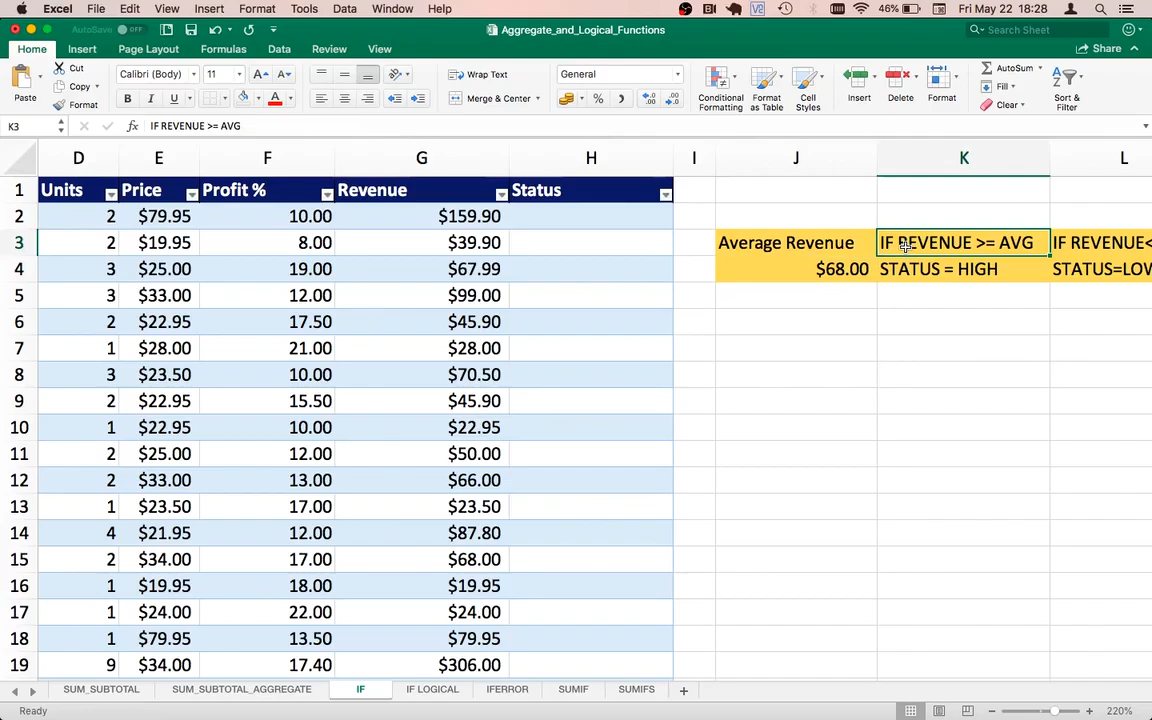 Excel File Edit View Insert Format Tools Data Window Help 46% Fri May 22 18:28
AutoSave OFF Aggregate_and_Logical_Functions Search Sheet
Home Insert Page Layout Formulas Data Review View Share
Paste Cut Copy Format Calibri (Body) 11 A A B I U A Wrap Text Merge & Center General % Conditional Formatting Format as Table Cell Styles Insert Delete Format AutoSum Fill Clear Sort & Filter
K3 fx IF REVENUE >= AVG
D E F G H I J K L
1 Units Price Profit % Revenue Status
2 2 $79.95 10.00 $159.90
3 2 $19.95 8.00 $39.90 Average Revenue IF REVENUE >= AVG IF REVENUE<
4 3 $25.00 19.00 $67.99 $68.00 STATUS = HIGH STATUS=LOW
5 3 $33.00 12.00 $99.00
6 2 $22.95 17.50 $45.90
7 1 $28.00 21.00 $28.00
8 3 $23.50 10.00 $70.50
9 2 $22.95 15.50 $45.90
10 1 $22.95 10.00 $22.95
11 2 $25.00 12.00 $50.00
12 2 $33.00 13.00 $66.00
13 1 $23.50 17.00 $23.50
14 4 $21.95 12.00 $87.80
15 2 $34.00 17.00 $68.00
16 1 $19.95 18.00 $19.95
17 1 $24.00 22.00 $24.00
18 1 $79.95 13.50 $79.95
19 9 $34.00 17.40 $306.00
SUM_SUBTOTAL SUM_SUBTOTAL_AGGREGATE IF IF LOGICAL IFERROR SUMIF SUMIFS
Ready 220%